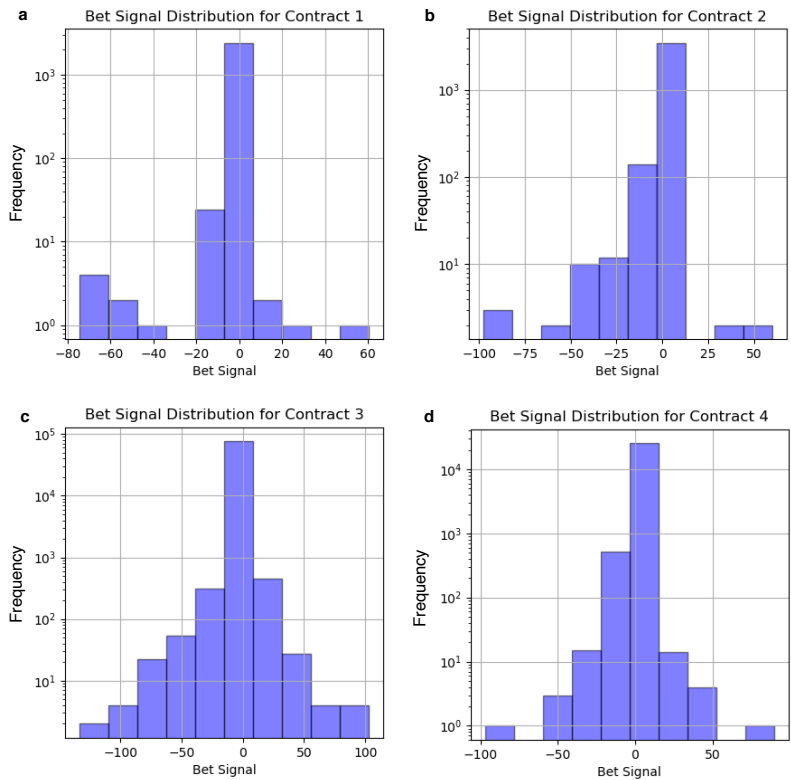 a
Bet Signal Distribution for Contract 1
Frequency
10³
10²
10¹
10⁰
−80 −60 −40 −20 0 20 40 60
Bet Signal
b
Bet Signal Distribution for Contract 2
Frequency
10³
10²
10¹
−100 −75 −50 −25 0 25 50
Bet Signal
c
Bet Signal Distribution for Contract 3
Frequency
10⁵
10⁴
10³
10²
10¹
−100 −50 0 50 100
Bet Signal
d
Bet Signal Distribution for Contract 4
Frequency
10⁴
10³
10²
10¹
10⁰
−100 −50 0 50
Bet Signal